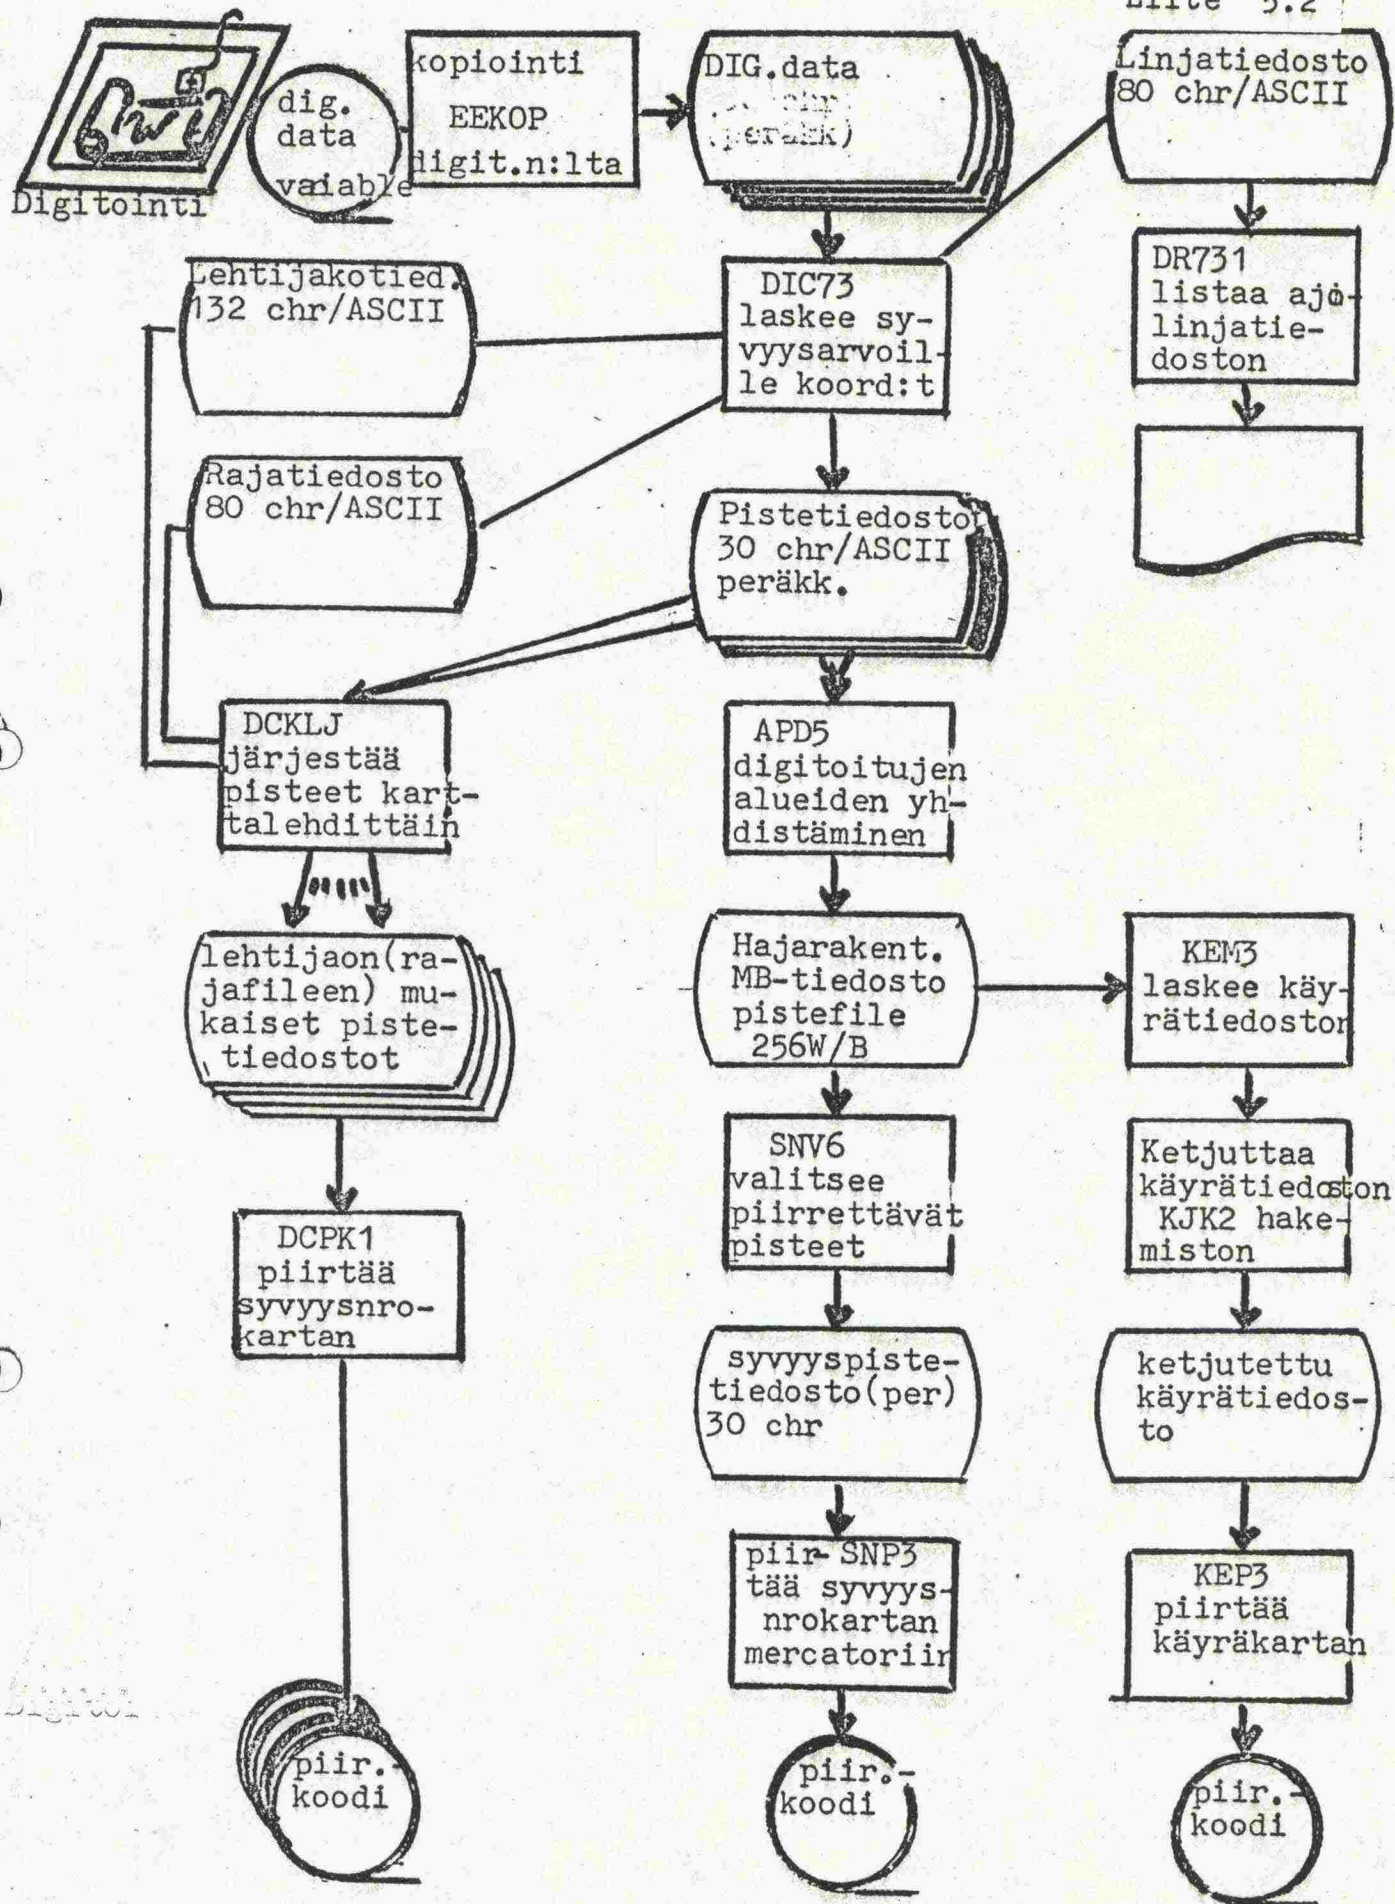 Liite 5.2
Digitointi
dig.
data
variable
kopiointi
EEKOP
digit.n:lta
DIG.data
(peräkk)
Linjatiedosto
80 chr/ASCII
DR731
listaa ajo-
linjatie-
doston
Lehtijakotied.
132 chr/ASCII
DIC73
laskee sy-
vyysarvoil-
le koord:t
Rajatiedosto
80 chr/ASCII
Pistetiedostot
30 chr/ASCII
peräkk.
DCKLJ
järjestää
pisteet kart-
talehdittäin
APD5
digitoitujen
alueiden yh-
distäminen
lehtijaon(ra-
jafileen) mu-
kaiset piste-
tiedostot
Hajarakent.
MB-tiedosto
pistefile
256W/B
KEM3
laskee käy-
rätiedoston
SNV6
valitsee
piirrettävät
pisteet
Ketjuttaa
käyrätiedoston
KJK2 hake-
miston
DCPK1
piirtää
syvyysnro-
kartan
syvyyspiste-
tiedosto(per)
30 chr
ketjutettu
käyrätiedos-
to
piir- SNP3
tää syvyys-
nrokartan
mercatoriin
KEP3
piirtää
käyräkartan
piir.-
koodi
piir.-
koodi
piir.-
koodi